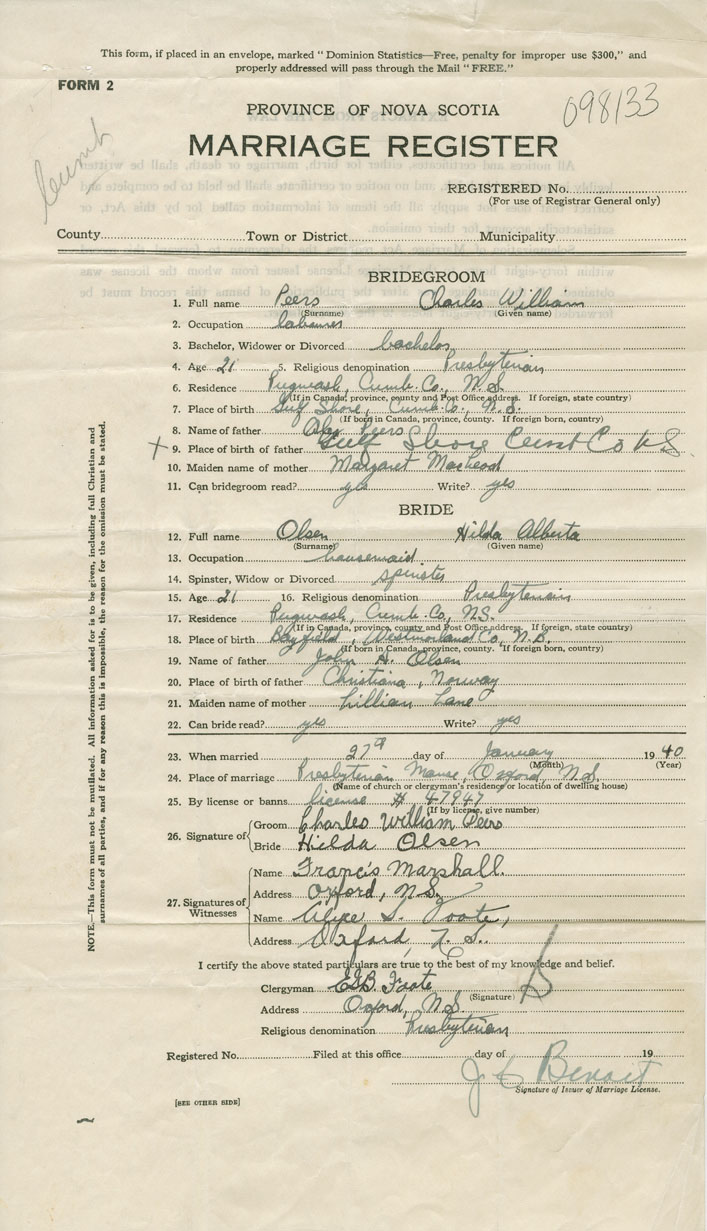 This form, if placed in an envelope, marked "Dominion Statistics—Free, penalty for improper use $300," and
properly addressed will pass through the Mail "FREE."
FORM 2
098133
Cumb
PROVINCE OF NOVA SCOTIA
MARRIAGE REGISTER
REGISTERED No.
(For use of Registrar General only)
County Town or District Municipality
BRIDEGROOM
1. Full name Peers Charles William
(Surname) (Given name)
2. Occupation labourer
3. Bachelor, Widower or Divorced bachelor
4. Age 21 5. Religious denomination Presbyterian
6. Residence Pugwash, Cumb. Co., N.S.
(If in Canada, province, county and Post Office address. If foreign, state country)
7. Place of birth Gulf Shore, Cumb. Co., N.S.
(If born in Canada, province, county. If foreign born, country)
8. Name of father Alex Peers
X 9. Place of birth of father Gulf Shore Cumb Co N S
10. Maiden name of mother Margaret MacLeod
11. Can bridegroom read? yes Write? yes
BRIDE
12. Full name Olsen Hilda Alberta
(Surname) (Given name)
13. Occupation housemaid.
14. Spinster, Widow or Divorced spinster
15. Age 21 16. Religious denomination Presbyterian
17. Residence Pugwash, Cumb. Co., N.S.
(If in Canada, province, county and Post Office address. If foreign, state country)
18. Place of birth Bayfield, Westmorland Co., N.B.
(If born in Canada, province, county. If foreign born, country)
19. Name of father John A. Olsen
20. Place of birth of father Christiana, Norway
21. Maiden name of mother Lillian Lane
22. Can bride read? yes Write? yes
23. When married 27th day of January 1940
(Month) (Year)
24. Place of marriage Presbyterian Manse, Oxford, N.S.
(Name of church or clergyman's residence or location of dwelling house)
25. By license or banns license # 47947
(If by license, give number)
26. Signature of Groom Charles William Peers
Bride Hilda Olsen
27. Signatures of Witnesses Name Francis Marshall.
Address Oxford, N.S.
Name Alice S. Foote,
Address Oxford, N.S.
I certify the above stated particulars are true to the best of my knowledge and belief.
Clergyman Foote
(Signature)
Address Oxford, N.S.
Religious denomination Presbyterian
Registered No. Filed at this office day of 19
Benoit
Signature of Issuer of Marriage License.
[SEE OTHER SIDE]
NOTE.—This form must not be mutilated. All information asked for is to be given, including full Christian and
surnames of all parties, and if for any reason this is impossible, the reason for the omission must be stated.